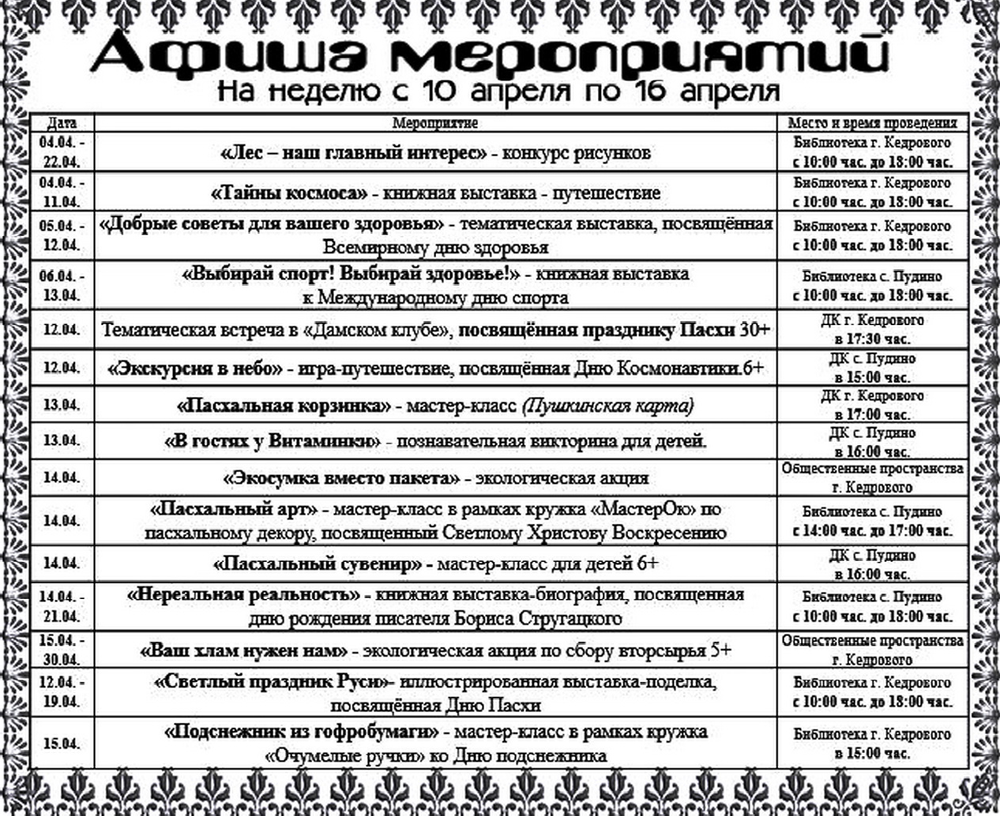 Афиша мероприятий
На неделю с 10 апреля по 16 апреля
Дата
Мероприятие
Место и время проведения
04.04. -
22.04.
«Лес – наш главный интерес» - конкурс рисунков
Библиотека г. Кедрового
с 10:00 час. до 18:00 час.
04.04. -
11.04.
«Тайны космоса» - книжная выставка - путешествие
Библиотека г. Кедрового
с 10:00 час. до 18:00 час.
05.04. -
12.04.
«Добрые советы для вашего здоровья» - тематическая выставка, посвящённая
Всемирному дню здоровья
Библиотека г. Кедрового
с 10:00 час. до 18:00 час.
06.04. -
13.04.
«Выбирай спорт! Выбирай здоровье!» - книжная выставка
к Международному дню спорта
Библиотека с. Пудино
с 10:00 час. до 18:00 час.
12.04.
Тематическая встреча в «Дамском клубе», посвящённая празднику Пасхи 30+
ДК г. Кедрового
в 17:30 час.
12.04.
«Экскурсия в небо» - игра-путешествие, посвящённая Дню Космонавтики.6+
ДК с. Пудино
в 15:00 час.
13.04.
«Пасхальная корзинка» - мастер-класс (Пушкинская карта)
ДК г. Кедрового
в 17:00 час.
13.04.
«В гостях у Витаминки» - познавательная викторина для детей.
ДК с. Пудино
в 16:00 час.
14.04.
«Экосумка вместо пакета» - экологическая акция
Общественные пространства
г. Кедрового
14.04.
«Пасхальный арт» - мастер-класс в рамках кружка «МастерОк» по
пасхальному декору, посвященный Светлому Христову Воскресению
Библиотека с. Пудино
с 14:00 час. до 17:00 час.
14.04.
«Пасхальный сувенир» - мастер-класс для детей 6+
ДК с. Пудино
в 16:00 час.
14.04. -
21.04.
«Нереальная реальность» - книжная выставка-биография, посвященная
дню рождения писателя Бориса Стругацкого
Библиотека с. Пудино
с 10:00 час. до 18:00 час.
15.04. -
30.04.
«Ваш хлам нужен нам» - экологическая акция по сбору вторсырья 5+
Общественные пространства
г. Кедрового
12.04. -
19.04.
«Светлый праздник Руси»- иллюстрированная выставка-поделка,
посвящённая Дню Пасхи
Библиотека г. Кедрового
с 10:00 час. до 18:00 час.
15.04.
«Подснежник из гофробумаги» - мастер-класс в рамках кружка
«Очумелые ручки» ко Дню подснежника
Библиотека г. Кедрового
в 15:00 час.